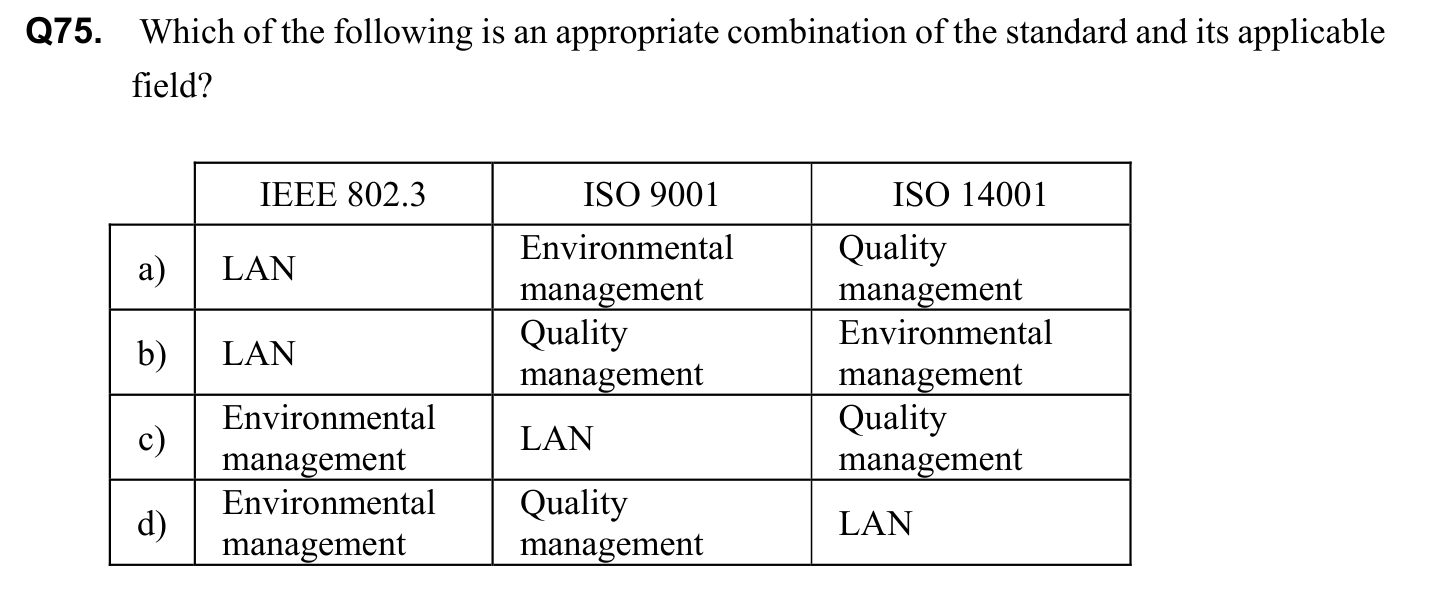 Q75. Which of the following is an appropriate combination of the standard and its applicable
field?
IEEE 802.3 ISO 9001 ISO 14001
a) LAN Environmental management Quality management
b) LAN Quality management Environmental management
c) Environmental management LAN Quality management
d) Environmental management Quality management LAN